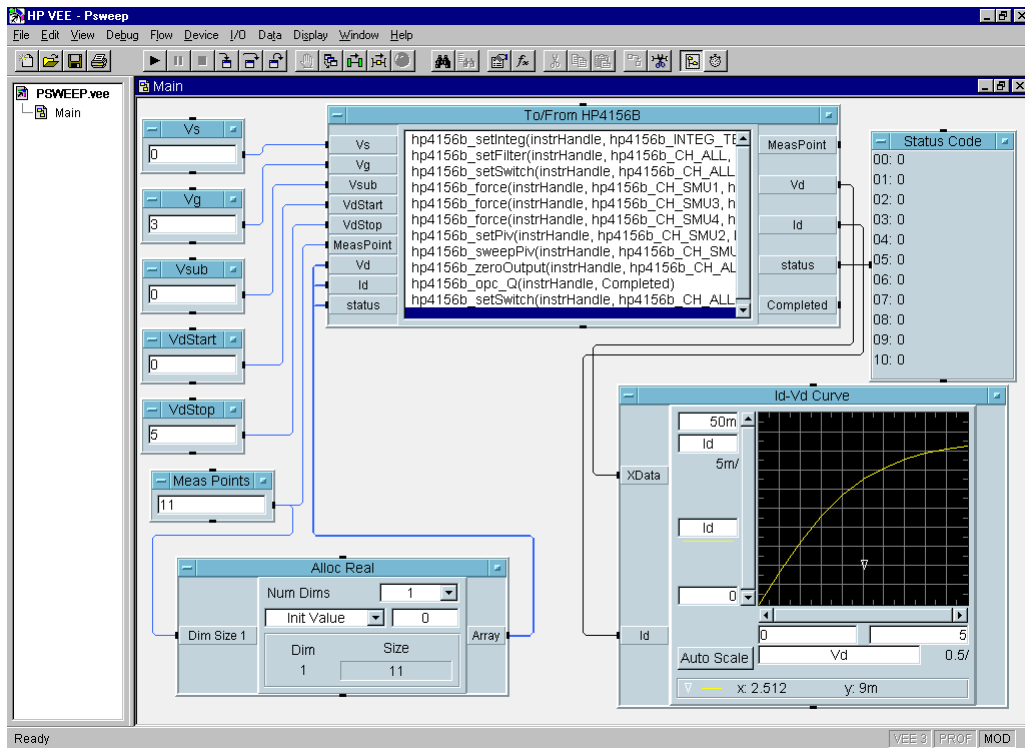 HP VEE - Psweep
File Edit View Debug Flow Device I/O Data Display Window Help
PSWEEP.vee
Main
Main
Vs
0
Vg
3
Vsub
0
VdStart
0
VdStop
5
Meas Points
11
To/From HP4156B
Vs
Vg
Vsub
VdStart
VdStop
MeasPoint
Vd
Id
status
hp4156b_setInteg(instrHandle, hp4156b_INTEG_TE
hp4156b_setFilter(instrHandle, hp4156b_CH_ALL,
hp4156b_setSwitch(instrHandle, hp4156b_CH_ALL
hp4156b_force(instrHandle, hp4156b_CH_SMU1, h
hp4156b_force(instrHandle, hp4156b_CH_SMU3, h
hp4156b_force(instrHandle, hp4156b_CH_SMU4, h
hp4156b_setPiv(instrHandle, hp4156b_CH_SMU2, 
hp4156b_sweepPiv(instrHandle, hp4156b_CH_SMU
hp4156b_zeroOutput(instrHandle, hp4156b_CH_AL
hp4156b_opc_Q(instrHandle, Completed)
hp4156b_setSwitch(instrHandle, hp4156b_CH_ALL
MeasPoint
Vd
Id
status
Completed
Status Code
00: 0
01: 0
02: 0
03: 0
04: 0
05: 0
06: 0
07: 0
08: 0
09: 0
10: 0
Alloc Real
Num Dims 1
Init Value 0
Dim Size 1
Dim Size
1 11
Array
Id-Vd Curve
XData
Id
50m
Id
5m/
Id
0
0 5
Auto Scale Vd 0.5/
x: 2.512 y: 9m
Ready
VEE 3 PROF MOD